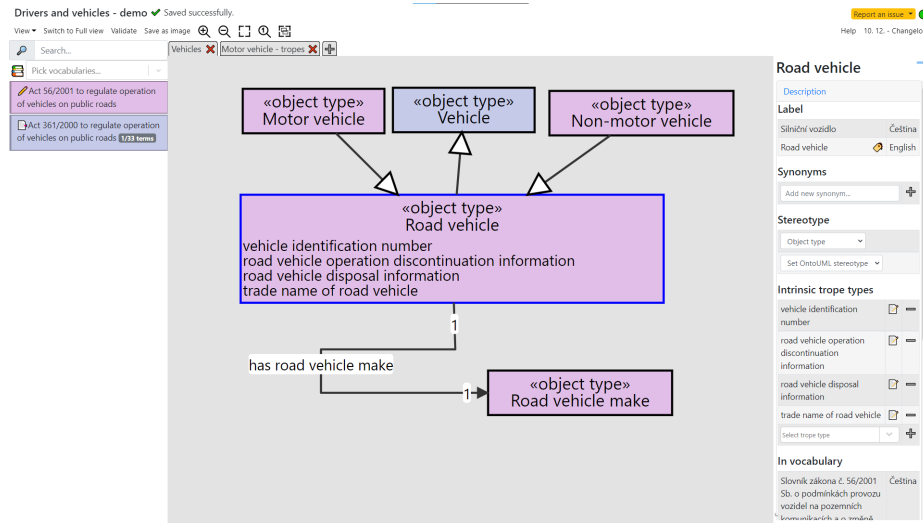 Drivers and vehicles - demo ✔ Saved successfully.
Report an issue
View Switch to Full view Validate Save as image
Help 10. 12. - Changelo
Search...
Vehicles Motor vehicle - tropes
Pick vocabularies...
Act 56/2001 to regulate operation
of vehicles on public roads
Act 361/2000 to regulate operation
of vehicles on public roads 1/33 terms
«object type»
Motor vehicle
«object type»
Vehicle
«object type»
Non-motor vehicle
«object type»
Road vehicle
vehicle identification number
road vehicle operation discontinuation information
road vehicle disposal information
trade name of road vehicle
1
has road vehicle make
1
«object type»
Road vehicle make
Road vehicle
Description
Label
Silniční vozidlo Čeština
Road vehicle English
Synonyms
Add new synonym...
Stereotype
Object type
Set OntoUML stereotype
Intrinsic trope types
vehicle identification
number
road vehicle operation
discontinuation
information
road vehicle disposal
information
trade name of road vehicle
Select trope type
In vocabulary
Slovník zákona č. 56/2001 Čeština
Sb. o podmínkách provozu
vozidel na pozemních
komunikacích a o změně